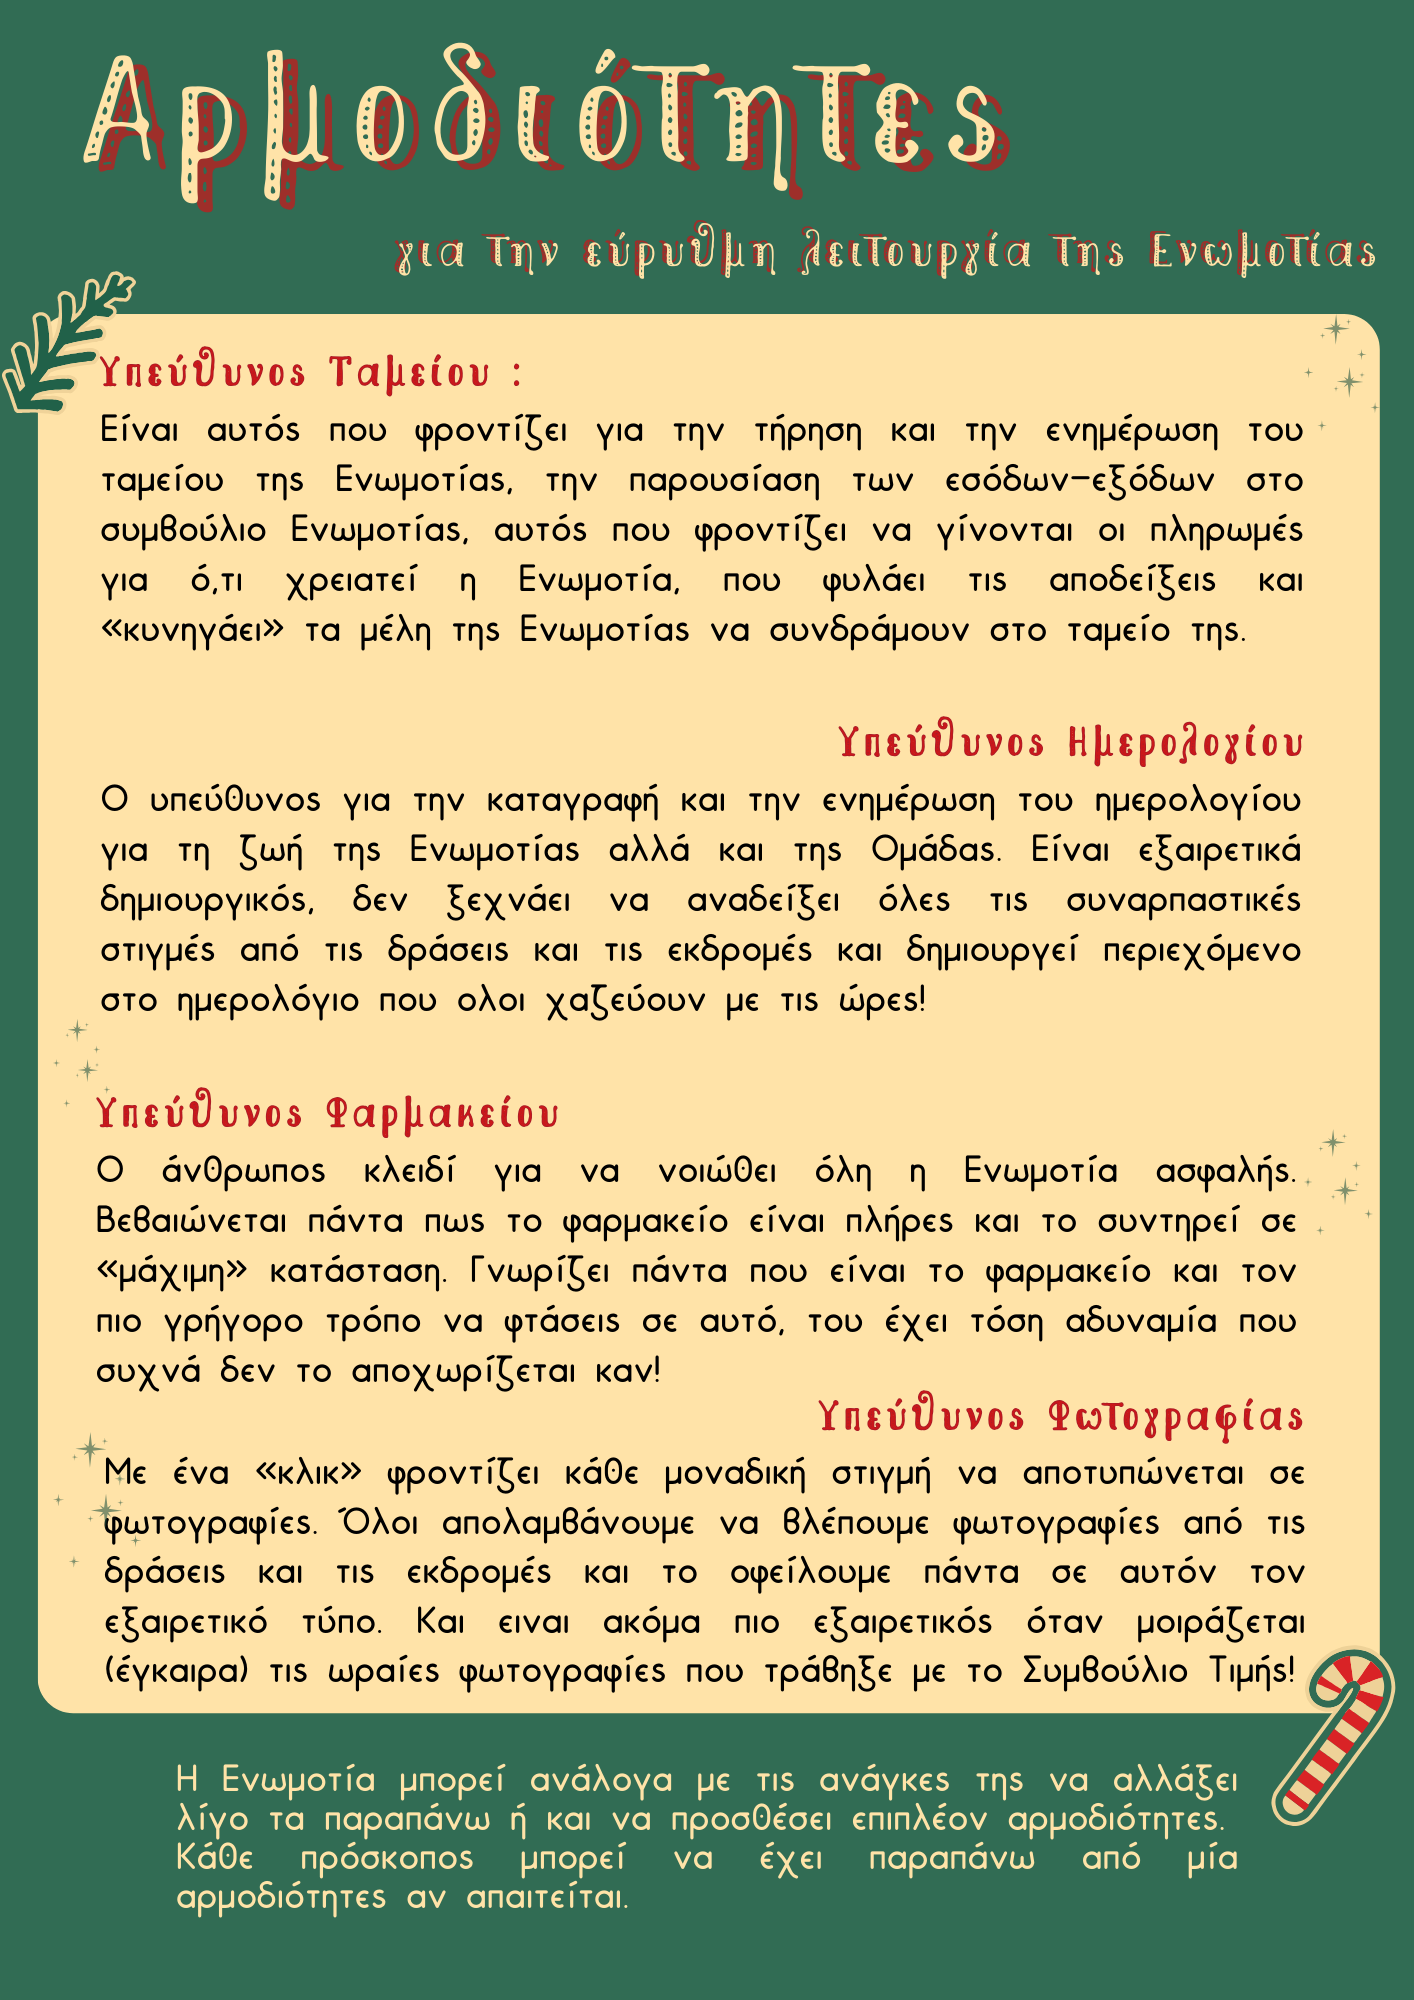 Αρμοδιότητες
για την εύρυθμη λειτουργία της Ενωμοτίας
Υπεύθυνος Ταμείου :
Είναι αυτός που φροντίζει για την τήρηση και την ενημέρωση του
ταμείου της Ενωμοτίας, την παρουσίαση των εσόδων-εξόδων στο
συμβούλιο Ενωμοτίας, αυτός που φροντίζει να γίνονται οι πληρωμές
για ό,τι χρειατεί η Ενωμοτία, που φυλάει τις αποδείξεις και
«κυνηγάει» τα μέλη της Ενωμοτίας να συνδράμουν στο ταμείο της.
Υπεύθυνος Ημερολογίου
Ο υπεύθυνος για την καταγραφή και την ενημέρωση του ημερολογίου
για τη ζωή της Ενωμοτίας αλλά και της Ομάδας. Είναι εξαιρετικά
δημιουργικός, δεν ξεχνάει να αναδείξει όλες τις συναρπαστικές
στιγμές από τις δράσεις και τις εκδρομές και δημιουργεί περιεχόμενο
στο ημερολόγιο που ολοι χαζεύουν με τις ώρες!
Υπεύθυνος Φαρμακείου
Ο άνθρωπος κλειδί για να νοιώθει όλη η Ενωμοτία ασφαλής.
Βεβαιώνεται πάντα πως το φαρμακείο είναι πλήρες και το συντηρεί σε
«μάχιμη» κατάσταση. Γνωρίζει πάντα που είναι το φαρμακείο και τον
πιο γρήγορο τρόπο να φτάσεις σε αυτό, του έχει τόση αδυναμία που
συχνά δεν το αποχωρίζεται καν!
Υπεύθυνος Φωτογραφίας
Με ένα «κλικ» φροντίζει κάθε μοναδική στιγμή να αποτυπώνεται σε
φωτογραφίες. Όλοι απολαμβάνουμε να βλέπουμε φωτογραφίες από τις
δράσεις και τις εκδρομές και το οφείλουμε πάντα σε αυτόν τον
εξαιρετικό τύπο. Και ειναι ακόμα πιο εξαιρετικός όταν μοιράζεται
(έγκαιρα) τις ωραίες φωτογραφίες που τράβηξε με το Συμβούλιο Τιμής!
Η Ενωμοτία μπορεί ανάλογα με τις ανάγκες της να αλλάξει
λίγο τα παραπάνω ή και να προσθέσει επιπλέον αρμοδιότητες.
Κάθε πρόσκοπος μπορεί να έχει παραπάνω από μία
αρμοδιότητες αν απαιτείται.